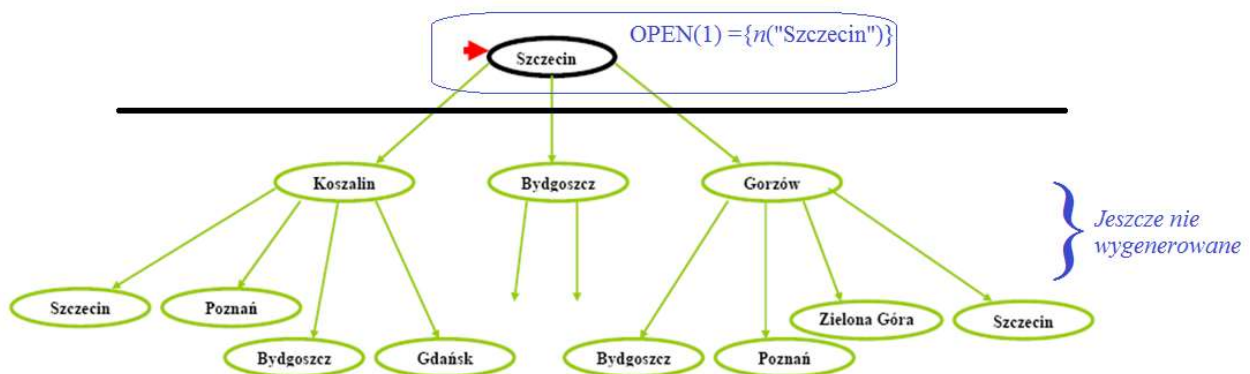 OPEN(1) ={n("Szczecin")}
Szczecin
Koszalin
Bydgoszcz
Gorzów
Jeszcze nie
wygenerowane
Szczecin
Poznań
Zielona Góra
Szczecin
Bydgoszcz
Gdańsk
Bydgoszcz
Poznań